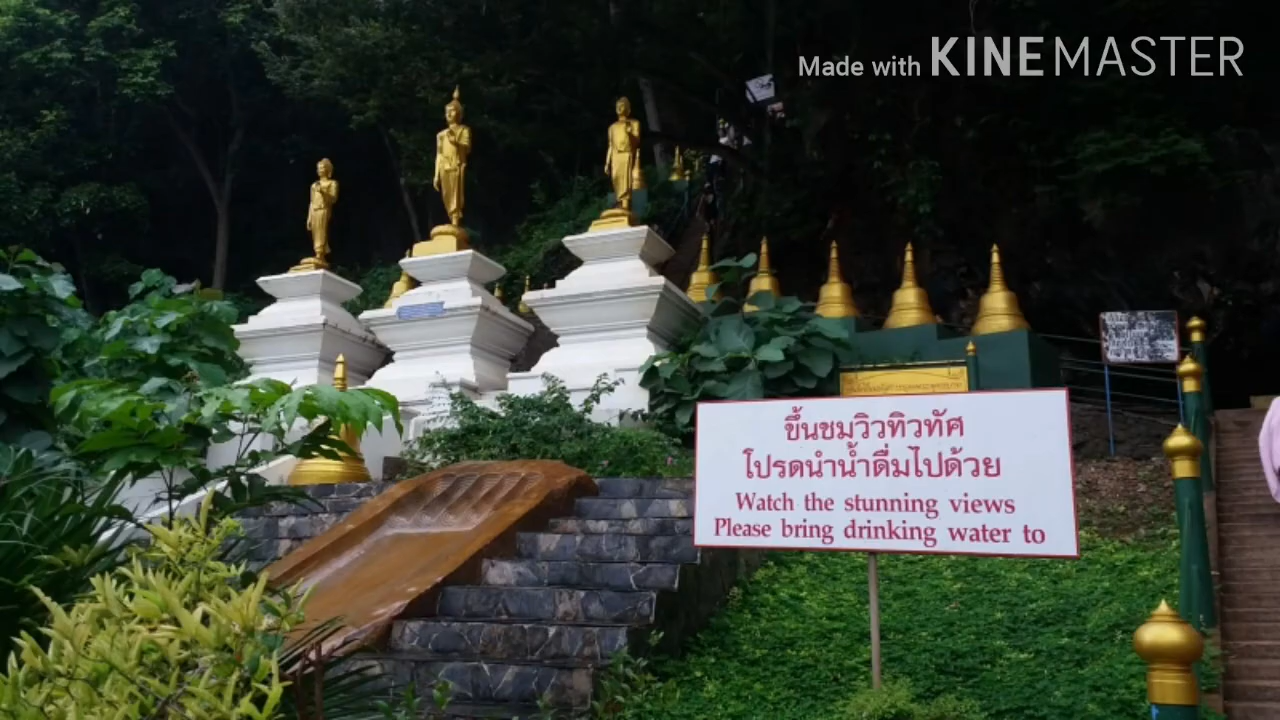 Made with KINEMASTER
ขึ้นชมวิวทิวทัศ
โปรดนำน้ำดื่มไปด้วย
Watch the stunning views
Please bring drinking water to